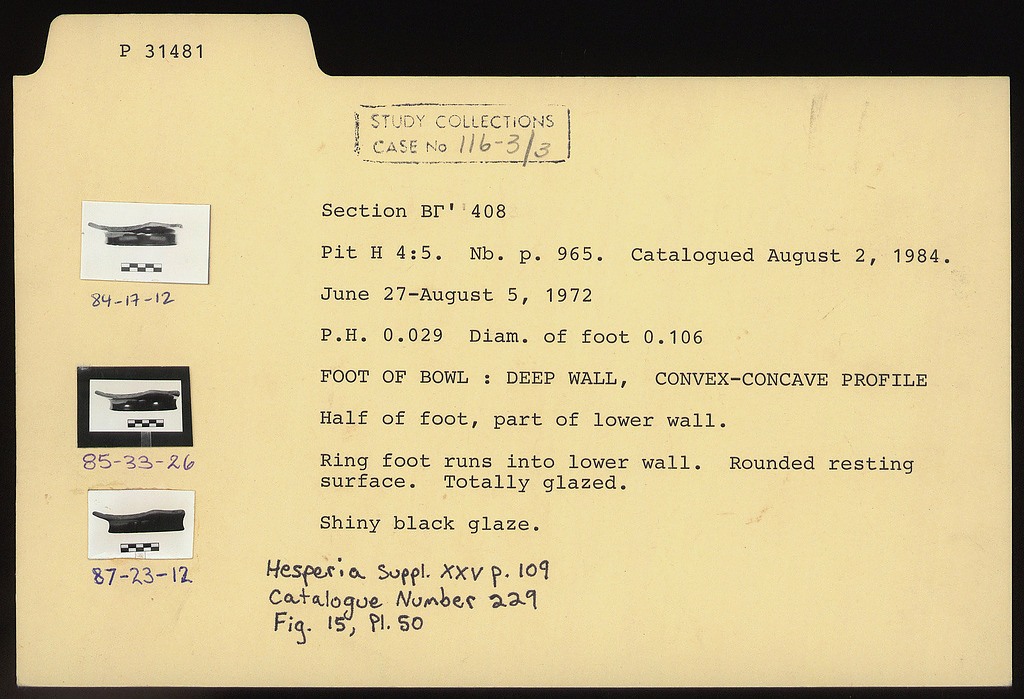 P 31481
STUDY COLLECTIONS
CASE No 116-3/3
Section ΒΓ' 408
Pit H 4:5. Nb. p. 965. Catalogued August 2, 1984.
June 27-August 5, 1972
P.H. 0.029 Diam. of foot 0.106
FOOT OF BOWL : DEEP WALL, CONVEX-CONCAVE PROFILE
Half of foot, part of lower wall.
Ring foot runs into lower wall. Rounded resting
surface. Totally glazed.
Shiny black glaze.
Hesperia Suppl. XXV p. 109
Catalogue Number 229
Fig. 15, Pl. 50
84-17-12
85-33-26
87-23-12